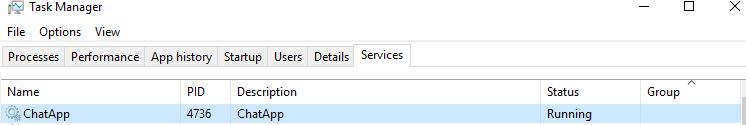 Task Manager
File Options View
Processes Performance App history Startup Users Details Services
Name PID Description Status Group
ChatApp 4736 ChatApp Running